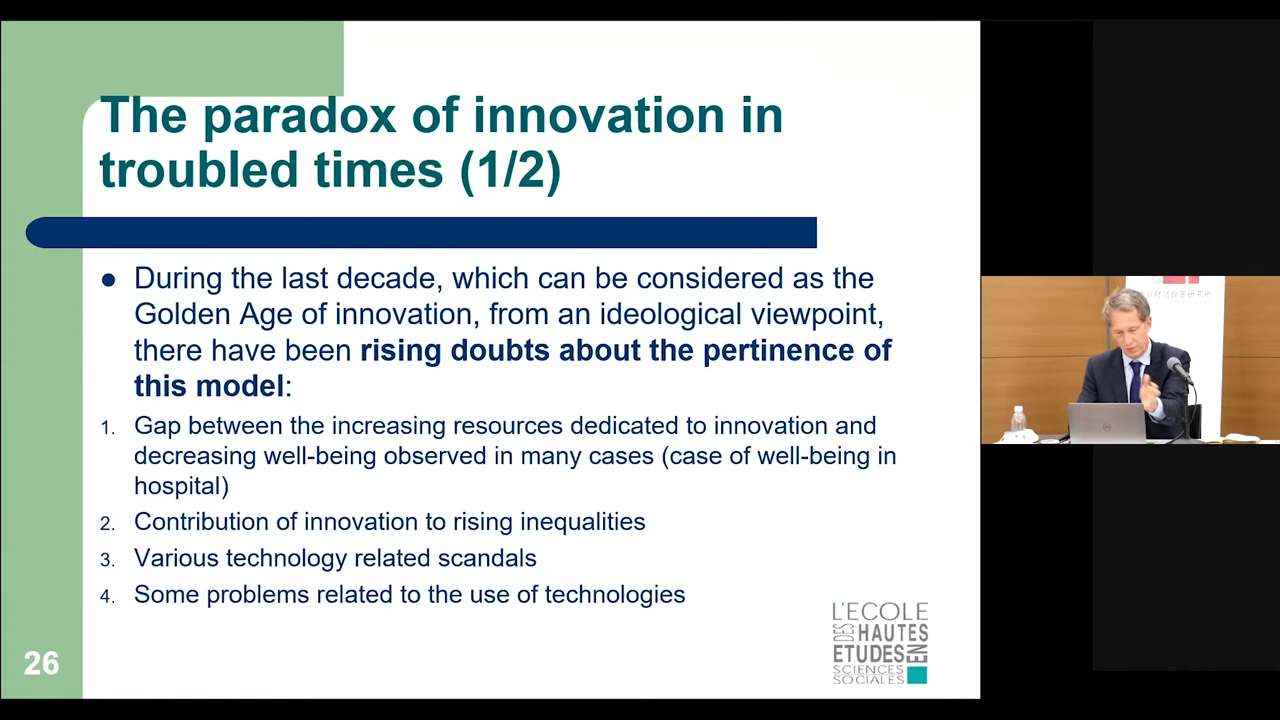 The paradox of innovation in
troubled times (1/2)
● During the last decade, which can be considered as the
Golden Age of innovation, from an ideological viewpoint,
there have been rising doubts about the pertinence of
this model:
1. Gap between the increasing resources dedicated to innovation and
decreasing well-being observed in many cases (case of well-being in
hospital)
2. Contribution of innovation to rising inequalities
3. Various technology related scandals
4. Some problems related to the use of technologies
L'ECOLE
DES HAUTES
ETUDES EN
SCIENCES
SOCIALES
26